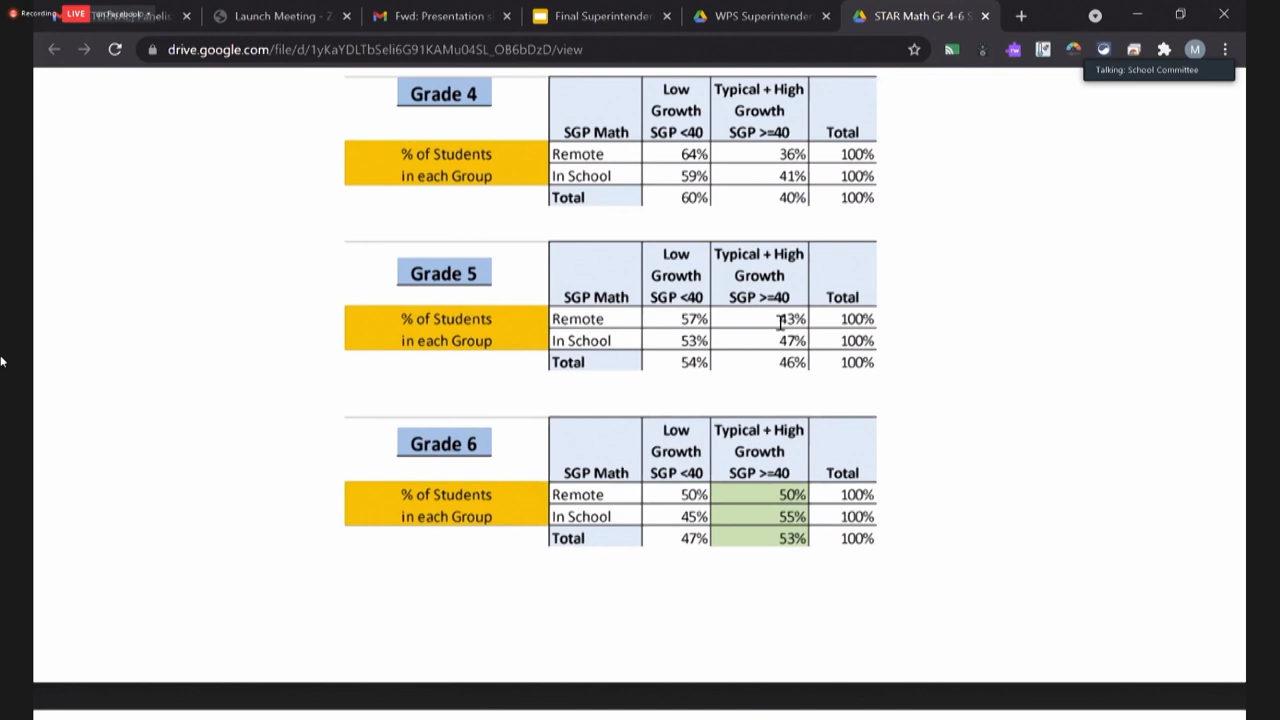 Recording LIVE on Facebook
Launch Meeting - Z
Fwd: Presentation s
Final Superintender
WPS Superintender
STAR Math Gr 4-6 S
drive.google.com/file/d/1yKaYDLTbSeli6G91KAMu04SL_OB6bDzD/view
M
Talking: School Committee
Grade 4
SGP Math Low Growth SGP <40 Typical + High Growth SGP >=40 Total
% of Students Remote 64% 36% 100%
in each Group In School 59% 41% 100%
Total 60% 40% 100%
Grade 5
SGP Math Low Growth SGP <40 Typical + High Growth SGP >=40 Total
% of Students Remote 57% 43% 100%
in each Group In School 53% 47% 100%
Total 54% 46% 100%
Grade 6
SGP Math Low Growth SGP <40 Typical + High Growth SGP >=40 Total
% of Students Remote 50% 50% 100%
in each Group In School 45% 55% 100%
Total 47% 53% 100%